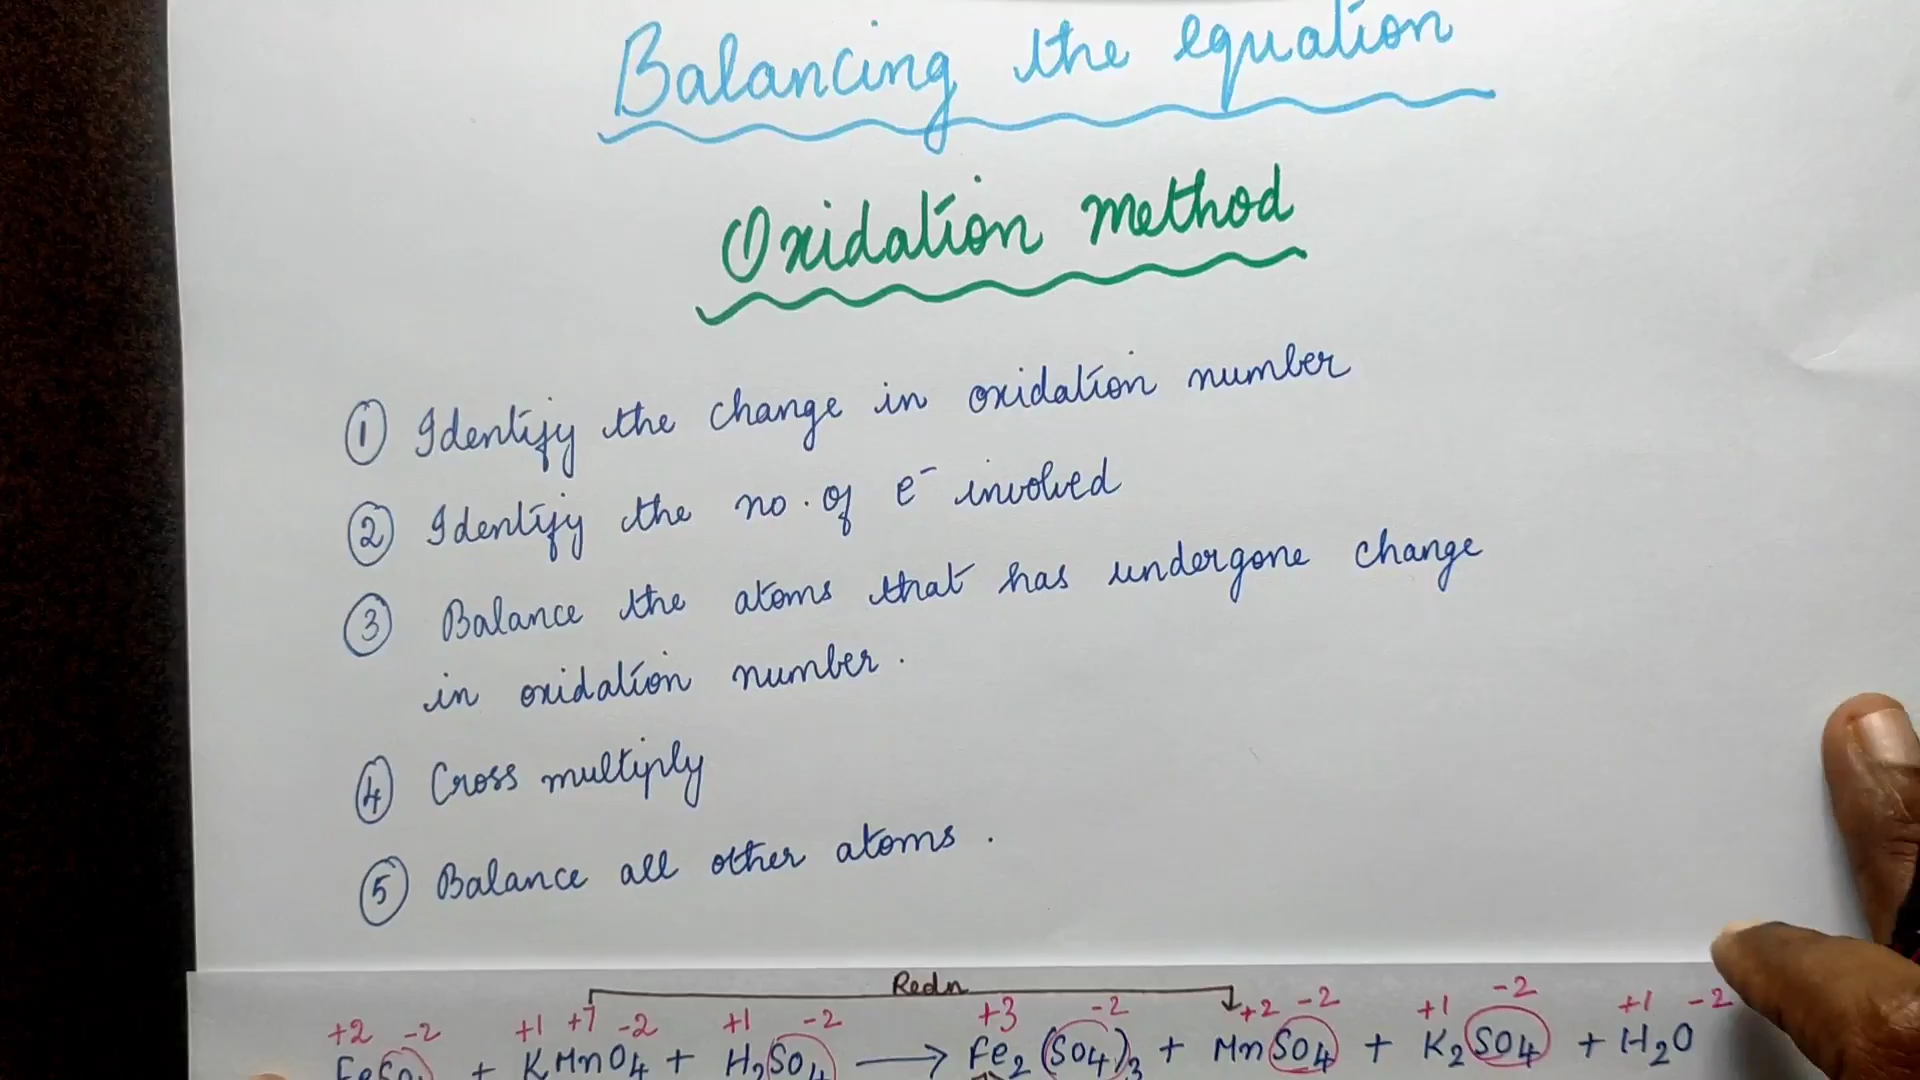 Balancing the equation
Oxidation method
① Identify the change in oxidation number
② Identify the no. of e⁻ involved
③ Balance the atoms that has undergone change
in oxidation number.
④ Cross multiply
⑤ Balance all other atoms.
Redn
+2 -2 +1 +7 -2 +1 -2 +3 -2 +2 -2 +1 -2 +1 -2
+ KMnO4 + H2SO4 → Fe2(SO4)3 + MnSO4 + K2SO4 + H2O